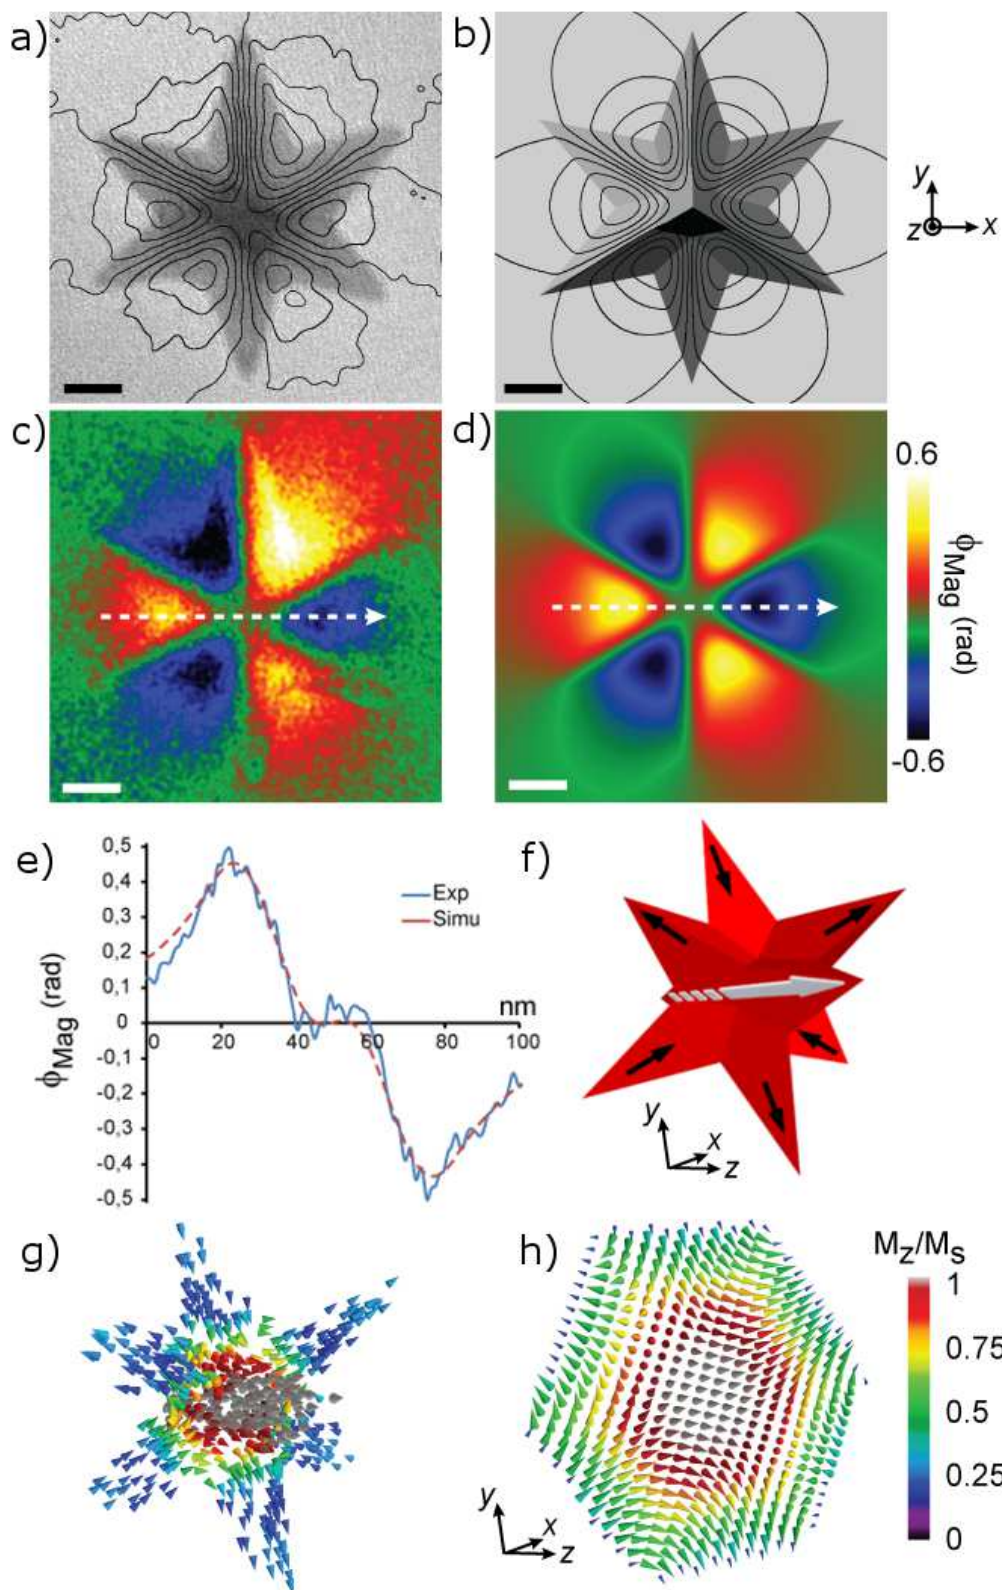 a)
b)
y
z
x
c)
d)
0.6
ϕMag (rad)
-0.6
e)
0,5
0,4
0,3
0,2
0,1
0
-0,1
-0,2
-0,3
-0,4
-0,5
ϕMag (rad)
Exp
Simu
nm
0
20
40
60
80
100
f)
y
x
z
g)
h)
y
x
z
Mz/Ms
1
0.75
0.5
0.25
0